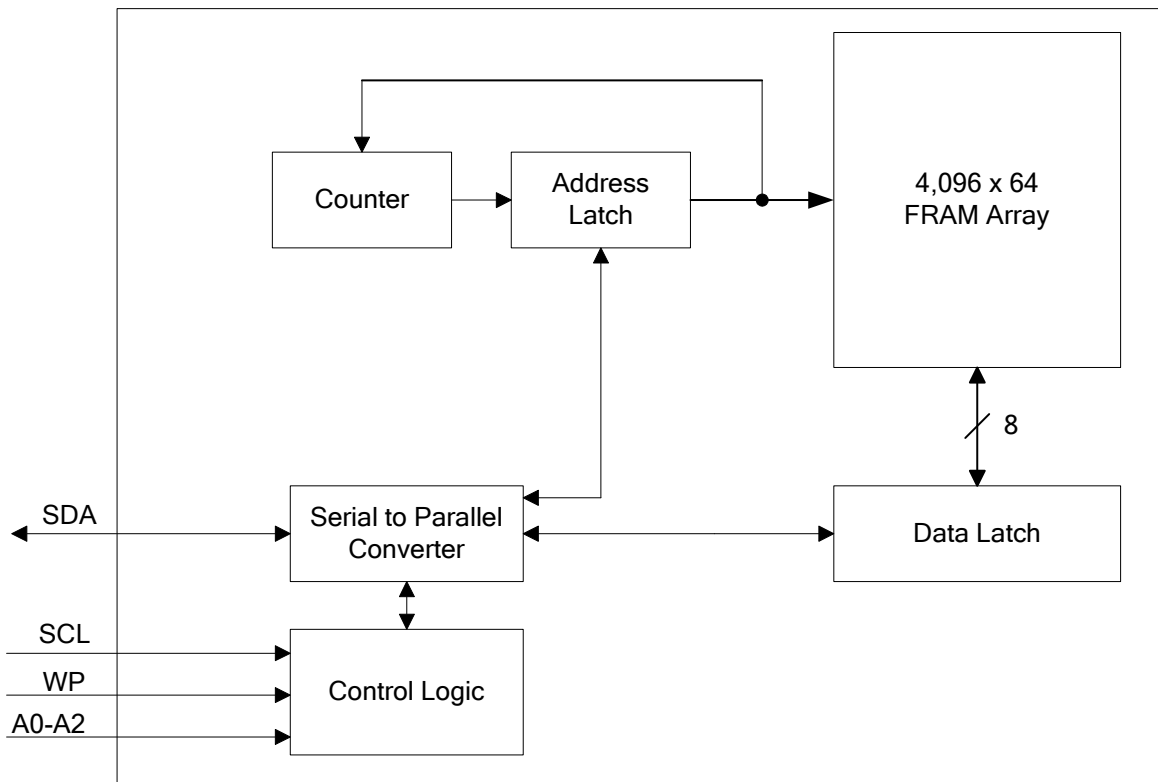 4,096 x 64
FRAM Array
Counter
Address
Latch
8
SDA
Serial to Parallel
Converter
Data Latch
SCL
WP
A0-A2
Control Logic